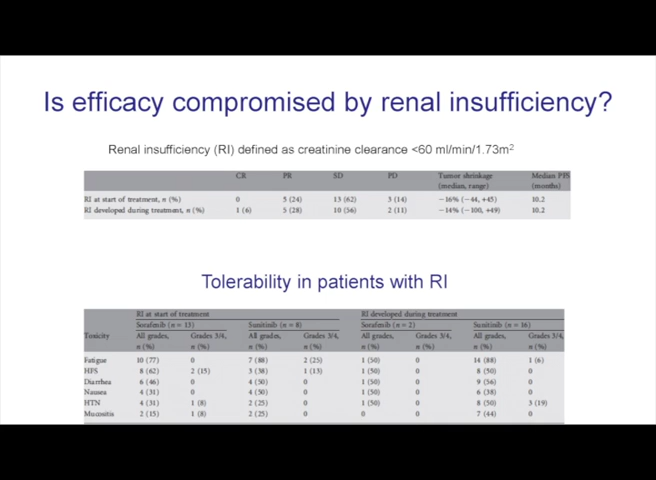 Is efficacy compromised by renal insufficiency?
Renal insufficiency (RI) defined as creatinine clearance <60 ml/min/1.73m²
CR PR SD PD Tumor shrinkage (median, range) Median PFS (months)
RI at start of treatment, n (%) 0 5 (24) 13 (62) 3 (14) −16% (−44, +45) 10.2
RI developed during treatment, n (%) 1 (6) 5 (28) 10 (56) 2 (11) −14% (−100, +49) 10.2
Tolerability in patients with RI
RI at start of treatment RI developed during treatment
Sorafenib (n = 13) Sunitinib (n = 8) Sorafenib (n = 2) Sunitinib (n = 16)
Toxicity All grades, n (%) Grades 3/4, n (%) All grades, n (%) Grades 3/4, n (%) All grades, n (%) Grades 3/4, n (%) All grades, n (%) Grades 3/4, n (%)
Fatigue 10 (77) 0 7 (88) 2 (25) 1 (50) 0 14 (88) 1 (6)
HFS 8 (62) 2 (15) 3 (38) 1 (13) 1 (50) 0 8 (50) 0
Diarrhea 6 (46) 0 4 (50) 0 1 (50) 0 9 (56) 0
Nausea 4 (31) 0 4 (50) 0 1 (50) 0 6 (38) 0
HTN 4 (31) 1 (8) 2 (25) 0 1 (50) 0 8 (50) 3 (19)
Mucositis 2 (15) 1 (8) 2 (25) 0 0 0 7 (44) 0